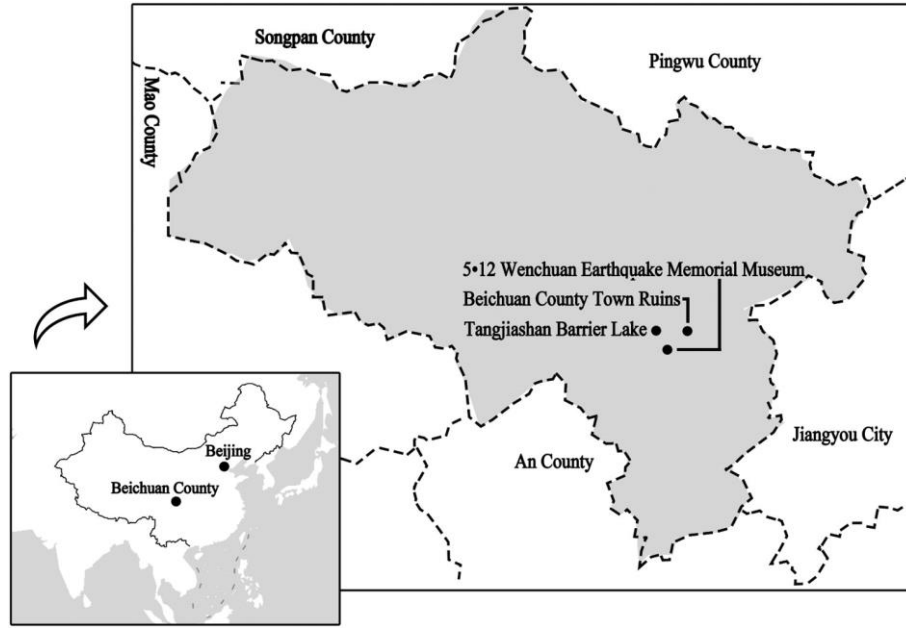 Songpan County
Pingwu County
Mao County
5•12 Wenchuan Earthquake Memorial Museum
Beichuan County Town Ruins
Tangjiashan Barrier Lake
Jiangyou City
An County
Beijing
Beichuan County